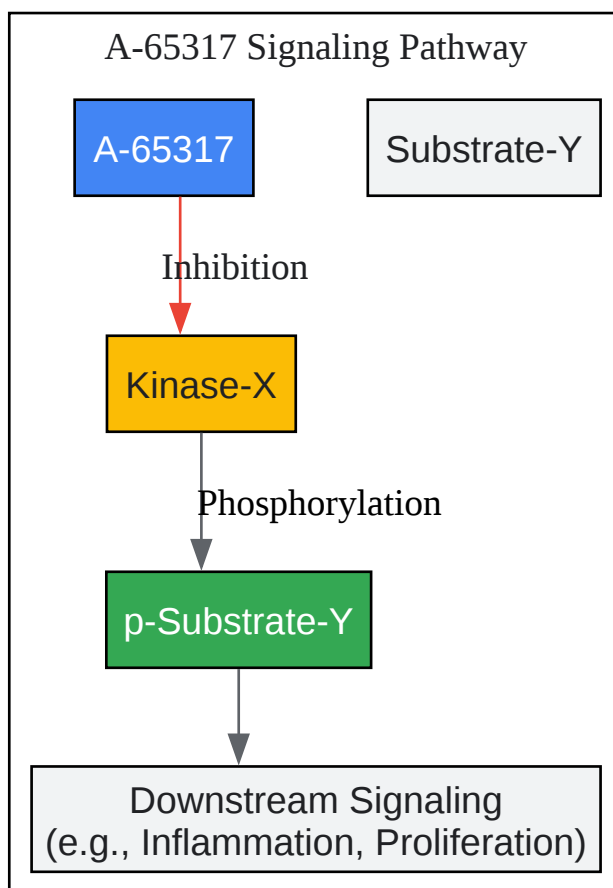 A-65317 Signaling Pathway
A-65317
Substrate-Y
Inhibition
Kinase-X
Phosphorylation
p-Substrate-Y
Downstream Signaling
(e.g., Inflammation, Proliferation)